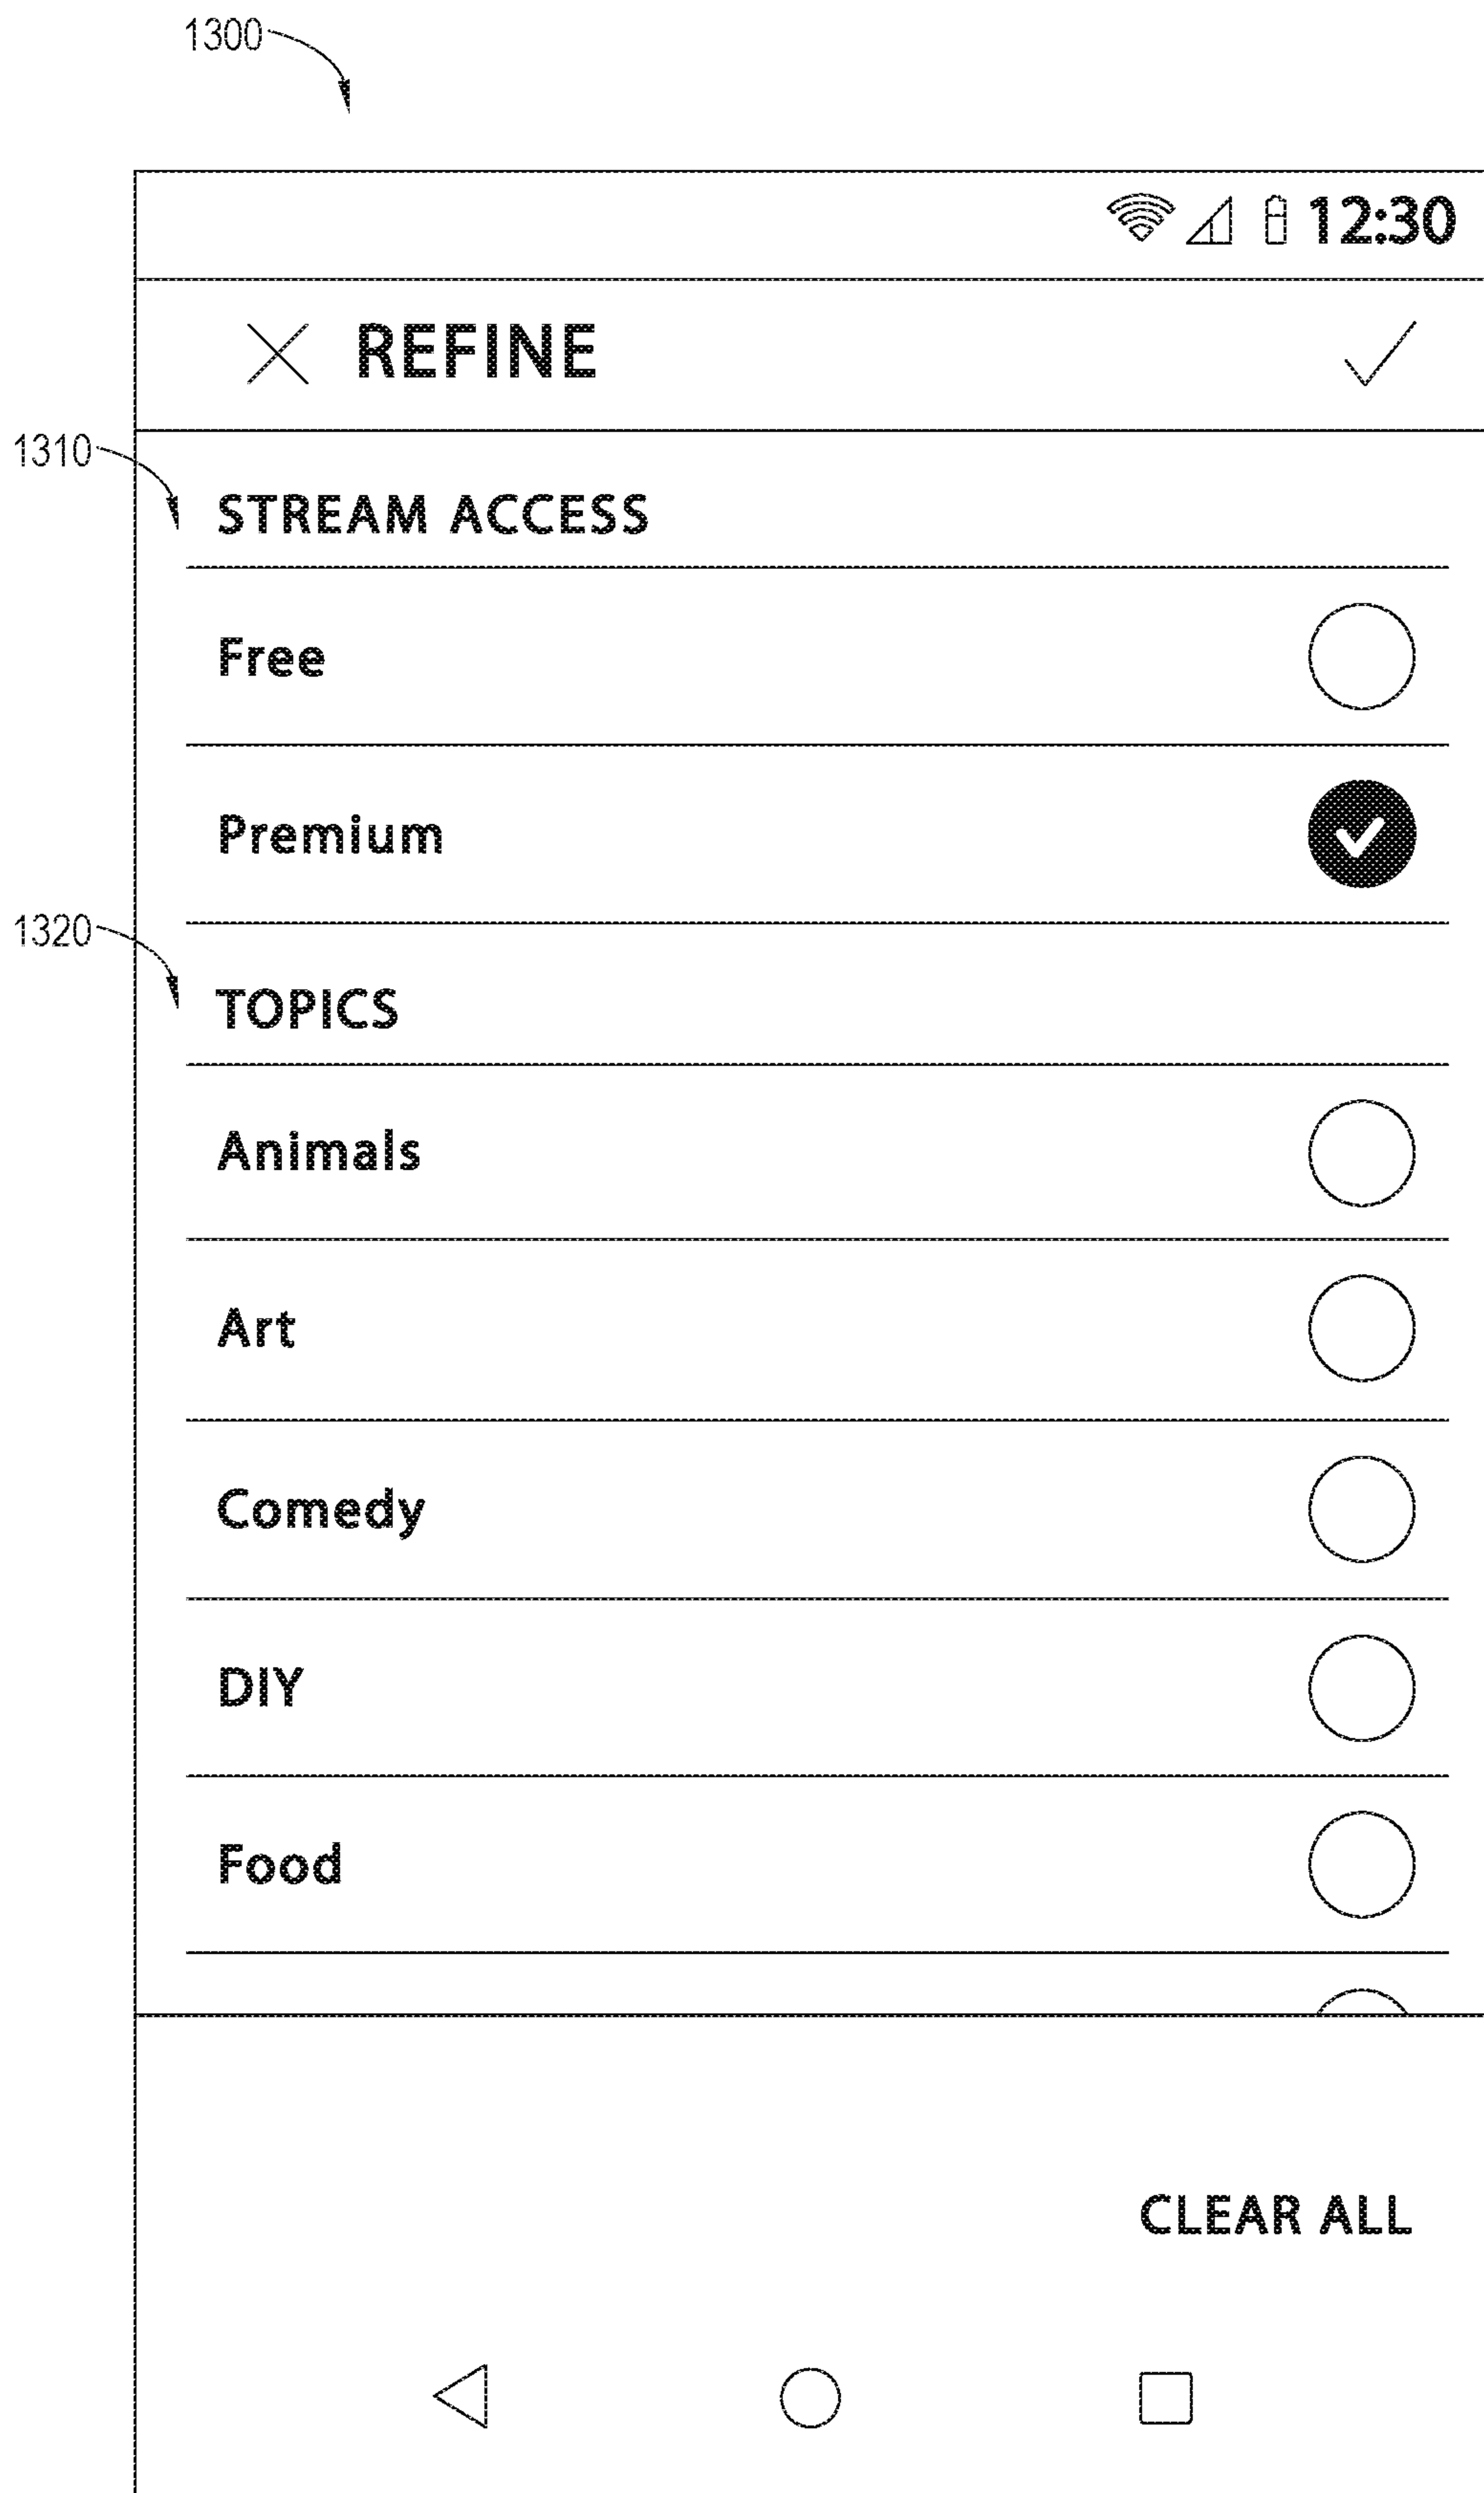 1300
12:30
REFINE
1310
STREAM ACCESS
Free
Premium
1320
TOPICS
Animals
Art
Comedy
DIY
Food
CLEAR ALL